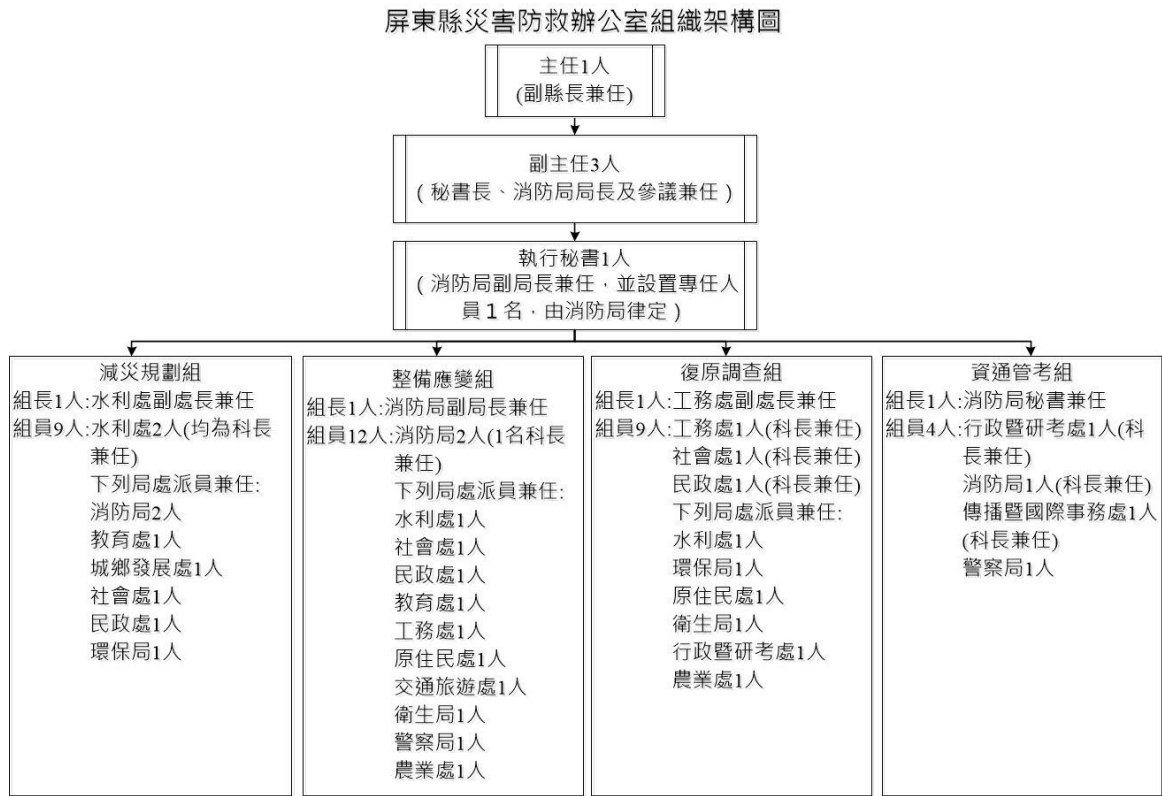 屏東縣災害防救辦公室組織架構圖
主任1人
(副縣長兼任)
副主任3人
(秘書長、消防局局長及參議兼任)
執行秘書1人
(消防局副局長兼任，並設置專任人
員1名，由消防局律定)
減災規劃組
組長1人:水利處副處長兼任
組員9人:水利處2人(均為科長
兼任)
下列局處派員兼任:
消防局2人
教育處1人
城鄉發展處1人
社會處1人
民政處1人
環保局1人
整備應變組
組長1人:消防局副局長兼任
組員12人:消防局2人(1名科長
兼任)
下列局處派員兼任:
水利處1人
社會處1人
民政處1人
教育處1人
工務處1人
原住民處1人
交通旅遊處1人
衛生局1人
警察局1人
農業處1人
復原調查組
組長1人:工務處副處長兼任
組員9人:工務處1人(科長兼任)
社會處1人(科長兼任)
民政處1人(科長兼任)
下列局處派員兼任:
水利處1人
環保局1人
原住民處1人
衛生局1人
行政暨研考處1人
農業處1人
資通管考組
組長1人:消防局秘書兼任
組員4人:行政暨研考處1人(科
長兼任)
消防局1人(科長兼任)
傳播暨國際事務處1人
(科長兼任)
警察局1人